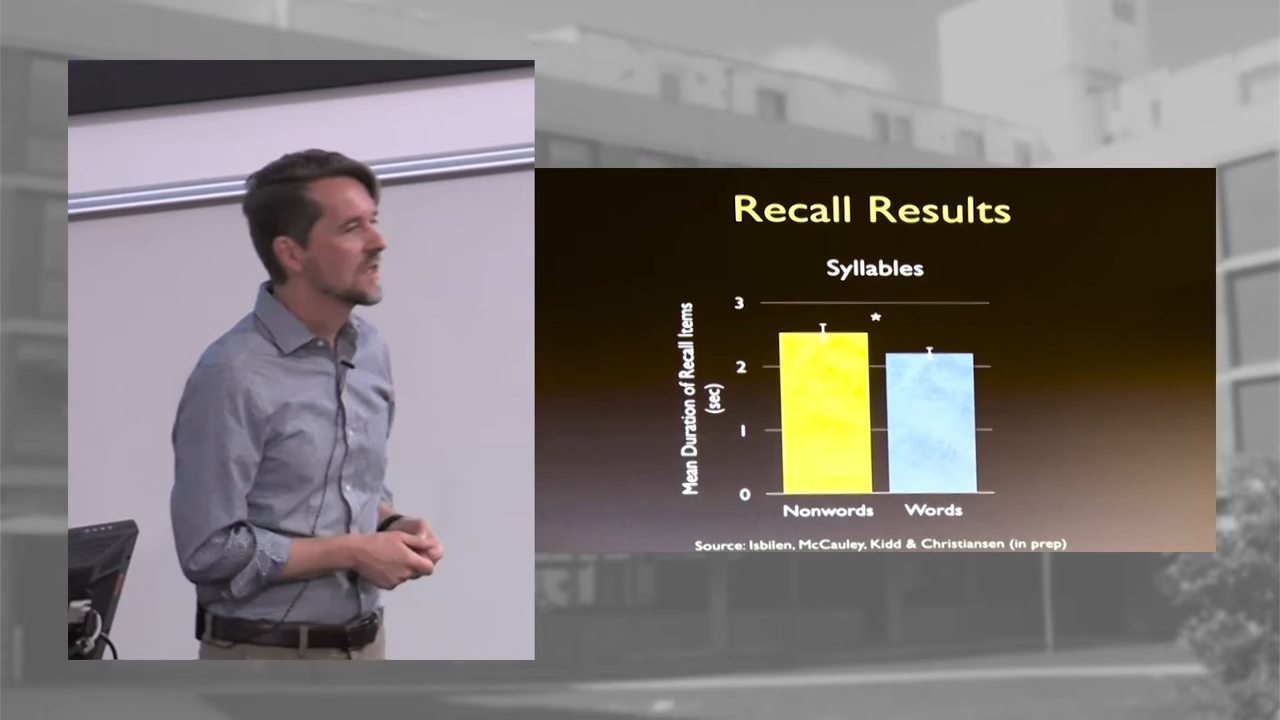 Recall Results
Syllables
Mean Duration of Recall Items
(sec)
3
*
2
1
0
Nonwords Words
Source: Isbilen, McCauley, Kidd & Christiansen (in prep)